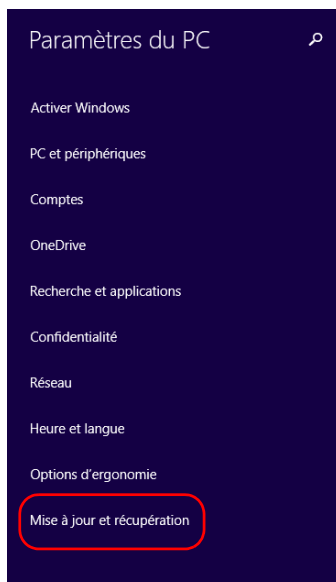 Paramètres du PC
Activer Windows
PC et périphériques
Comptes
OneDrive
Recherche et applications
Confidentialité
Réseau
Heure et langue
Options d'ergonomie
Mise à jour et récupération